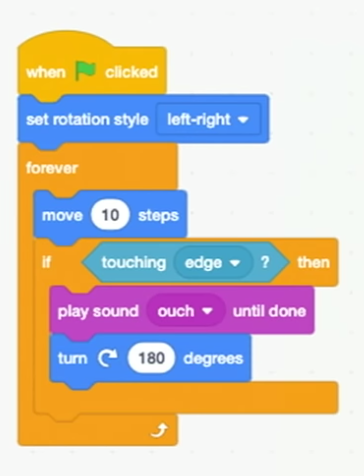 when clicked
set rotation style left-right
forever
move 10 steps
if touching edge ? then
play sound ouch until done
turn 180 degrees